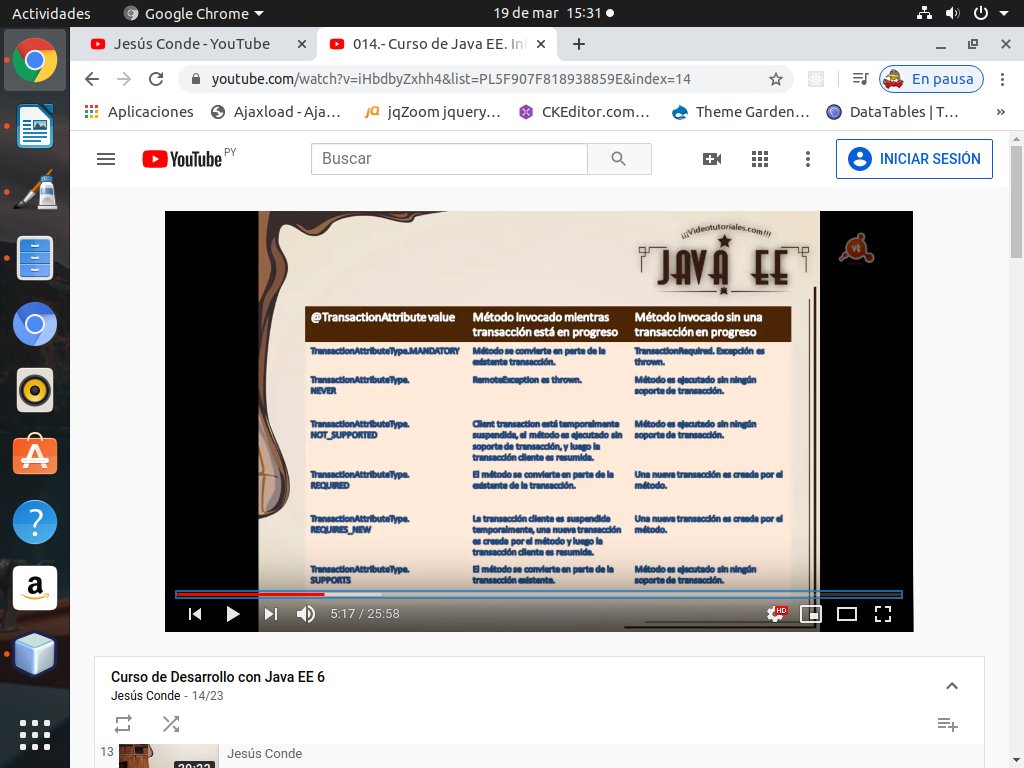 Actividades
Google Chrome
19 de mar 15:31
Jesús Conde - YouTube
014.- Curso de Java EE. Int
youtube.com/watch?v=iHbdbyZxhh4&list=PL5F907F818938859E&index=14
En pausa
Aplicaciones
Ajaxload - Aja…
jqZoom jquery…
CKEditor.com…
Theme Garden…
DataTables | T…
»
YouTube PY
Buscar
INICIAR SESIÓN
¡¡¡Videotutoriales.com!!!
JAVA EE
vt
@TransactionAttribute value
Método invocado mientras
transacción está en progreso
Método invocado sin una
transacción en progreso
TransactionAttributeType.MANDATORY
Método se convierte en parte de la
existente transacción.
TransactionRequired. Excepción es
thrown.
TransactionAttributeType.
NEVER
RemoteException es thrown.
Método es ejecutado sin ningún
soporte de transacción.
TransactionAttributeType.
NOT_SUPPORTED
Client transaction está temporalmente
suspendida, el método es ejecutado sin
soporte de transacción, y luego la
transacción cliente es resumida.
Método es ejecutado sin ningún
soporte de transacción.
TransactionAttributeType.
REQUIRED
El método se convierte en parte de la
existente de la transacción.
Una nueva transacción es creada por el
método.
TransactionAttributeType.
REQUIRES_NEW
La transacción cliente es suspendida
temporalmente, una nueva transacción
es creada por el método y luego la
transacción cliente es resumida.
Una nueva transacción es creada por el
método.
TransactionAttributeType.
SUPPORTS
El método se convierte en parte de la
transacción existente.
Método es ejecutado sin ningún
soporte de transacción.
5:17 / 25:58
HD
Curso de Desarrollo con Java EE 6
Jesús Conde - 14/23
13
Jesús Conde